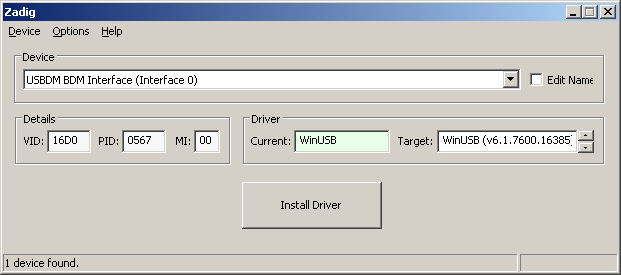 Zadig
Device Options Help
Device
USBDM BDM Interface (Interface 0)
Edit Name
Details
VID: 16D0 PID: 0567 MI: 00
Driver
Current: WinUSB Target: WinUSB (v6.1.7600.16385)
Install Driver
1 device found.